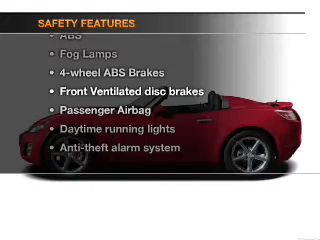 SAFETY FEATURES
• ABS
• Fog Lamps
• 4-wheel ABS Brakes
• Front Ventilated disc brakes
• Passenger Airbag
• Daytime running lights
• Anti-theft alarm system